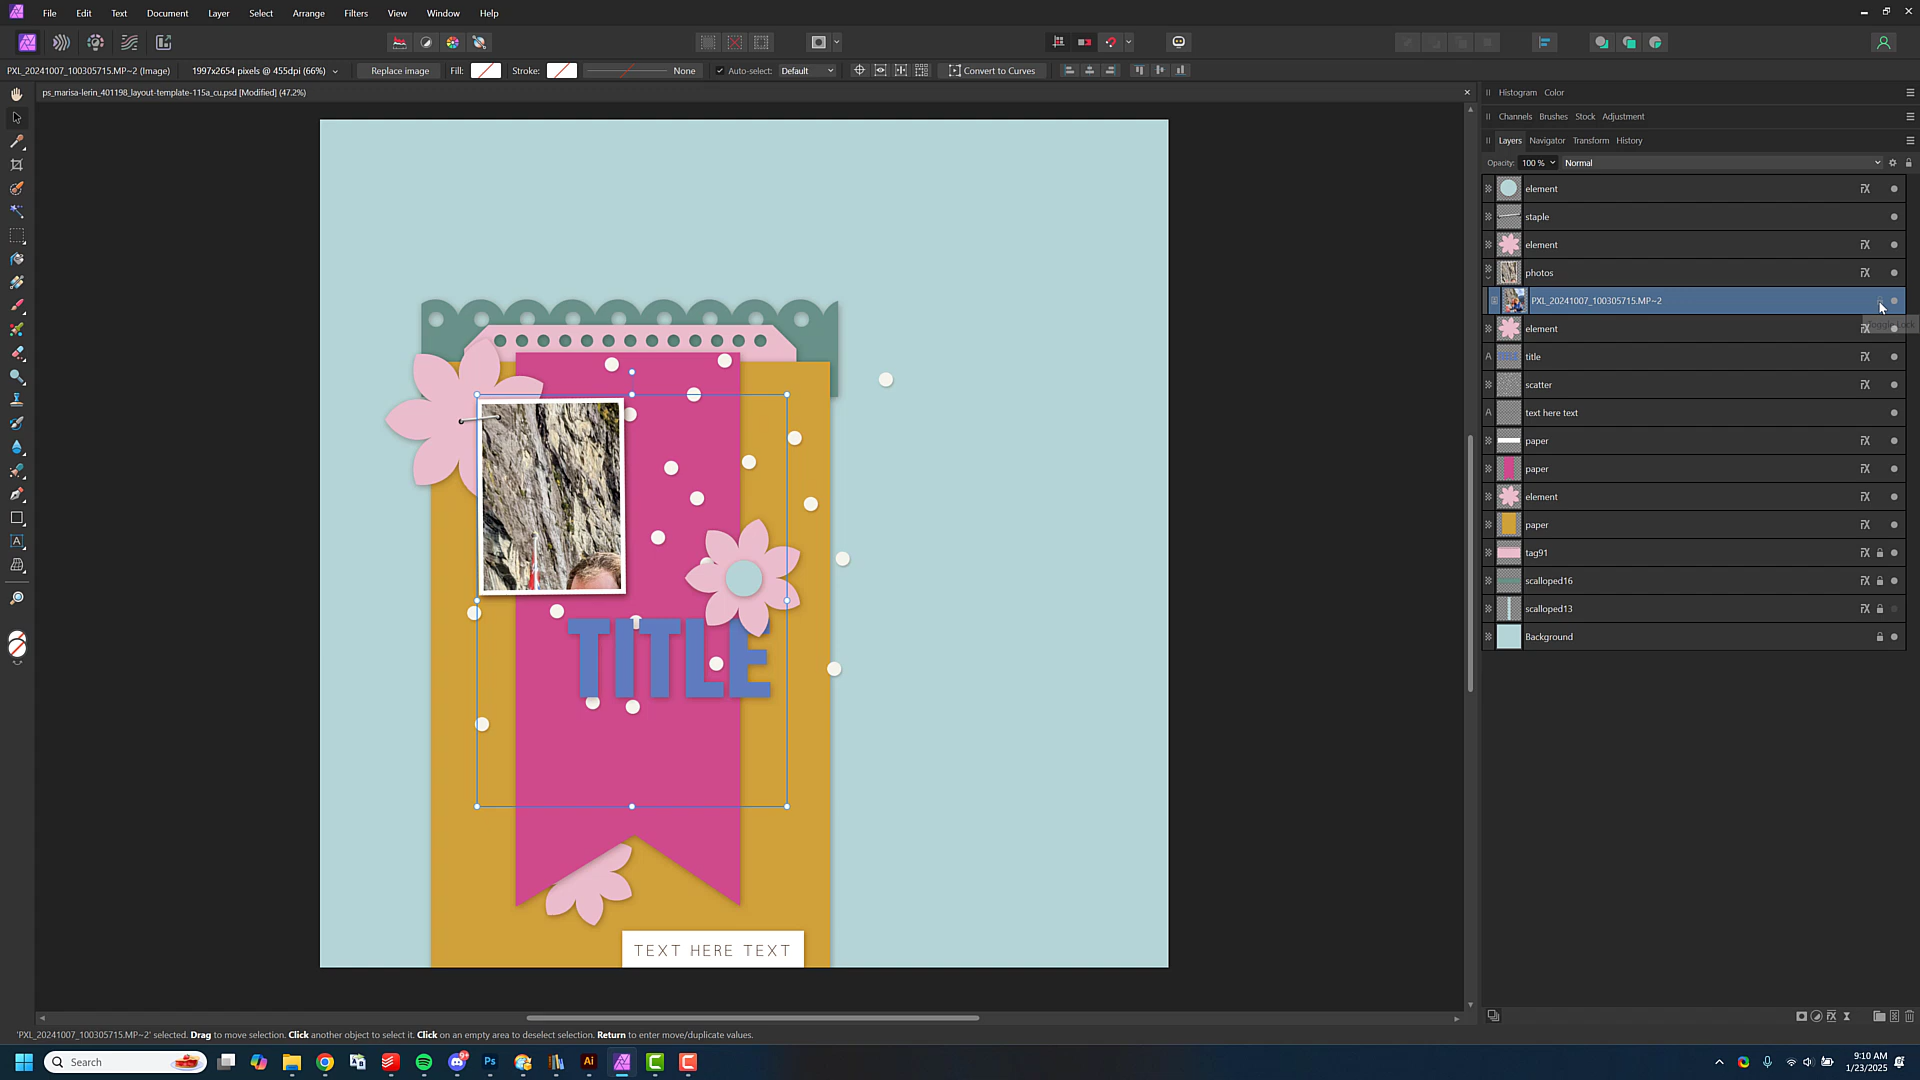 File Edit Text Document Layer Select Arrange Filters View Window Help
PXL_20241007_100305715.MP~2 (Image) 1997x2654 pixels @ 455dpi (66%) Replace image Fill: Stroke: None Auto-select: Default Convert to Curves
ps_marisa-lerin_401198_layout-template-115a_cu.psd [Modified] (47.2%)
Histogram Color
Channels Brushes Stock Adjustment
Layers Navigator Transform History
Opacity: 100 % Normal
element
staple
element
photos
PXL_20241007_100305715.MP~2
Toggle Lock
element
title
scatter
text here text
paper
paper
element
paper
tag91
scalloped16
scalloped13
Background
TITLE
TEXT HERE TEXT
'PXL_20241007_100305715.MP~2' selected. Drag to move selection. Click another object to select it. Click on an empty area to deselect selection. Return to enter move/duplicate values.
Search
9:10 AM
1/23/2025